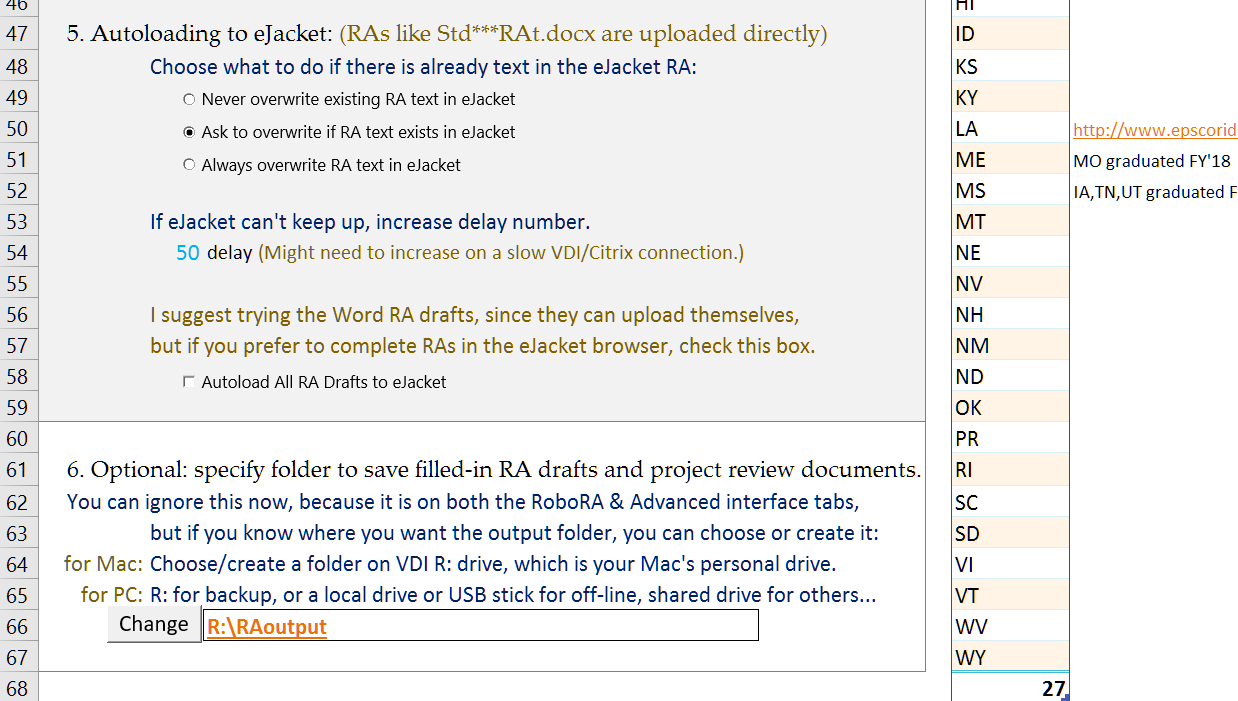 46 HI
47 5. Autoloading to eJacket: (RAs like Std***RAt.docx are uploaded directly) ID
48 Choose what to do if there is already text in the eJacket RA: KS
49 Never overwrite existing RA text in eJacket KY
50 Ask to overwrite if RA text exists in eJacket LA http://www.epscorid
51 Always overwrite RA text in eJacket ME MO graduated FY'18
52 MS IA,TN,UT graduated F
53 If eJacket can't keep up, increase delay number. MT
54 50 delay (Might need to increase on a slow VDI/Citrix connection.) NE
55 NV
56 I suggest trying the Word RA drafts, since they can upload themselves, NH
57 but if you prefer to complete RAs in the eJacket browser, check this box. NM
58 Autoload All RA Drafts to eJacket ND
59 OK
60 PR
61 6. Optional: specify folder to save filled-in RA drafts and project review documents. RI
62 You can ignore this now, because it is on both the RoboRA & Advanced interface tabs, SC
63 but if you know where you want the output folder, you can choose or create it: SD
64 for Mac: Choose/create a folder on VDI R: drive, which is your Mac's personal drive. VI
65 for PC: R: for backup, or a local drive or USB stick for off-line, shared drive for others... VT
66 Change R:\RAoutput WV
67 WY
68 27